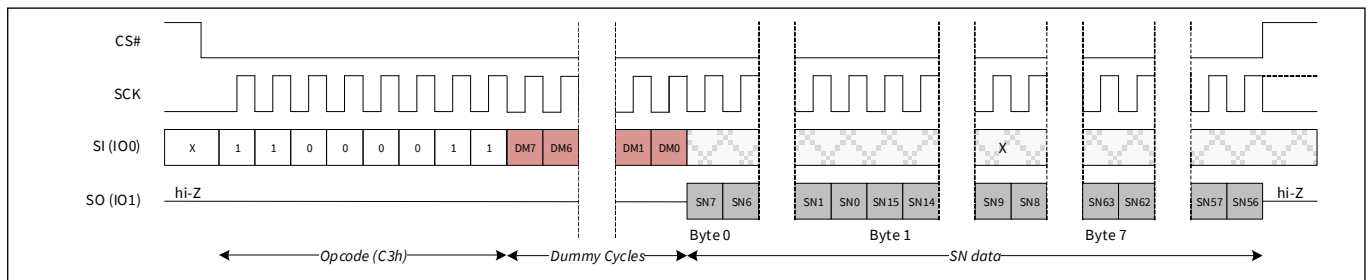 CS#
SCK
SI (IO0) X 1 1 0 0 0 0 1 1 DM7 DM6 DM1 DM0 X
SO (IO1) hi-Z SN7 SN6 SN1 SN0 SN15 SN14 SN9 SN8 SN63 SN62 SN57 SN56 hi-Z
Byte 0 Byte 1 Byte 7
Opcode (C3h) Dummy Cycles SN data